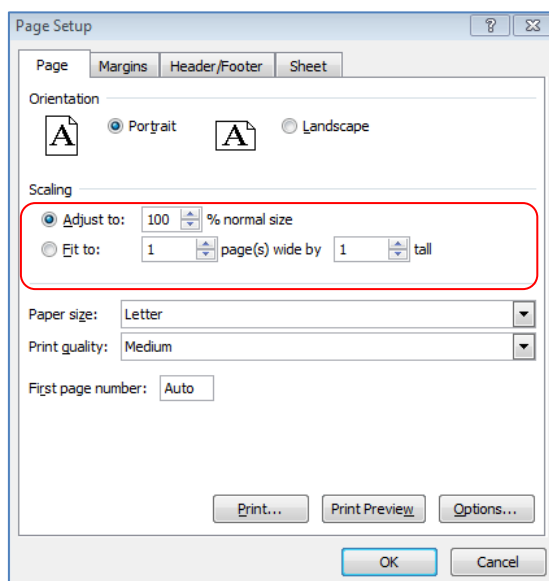 Page Setup
Page Margins Header/Footer Sheet
Orientation
A Portrait A Landscape
Scaling
Adjust to: 100 % normal size
Fit to: 1 page(s) wide by 1 tall
Paper size: Letter
Print quality: Medium
First page number: Auto
Print... Print Preview Options...
OK Cancel